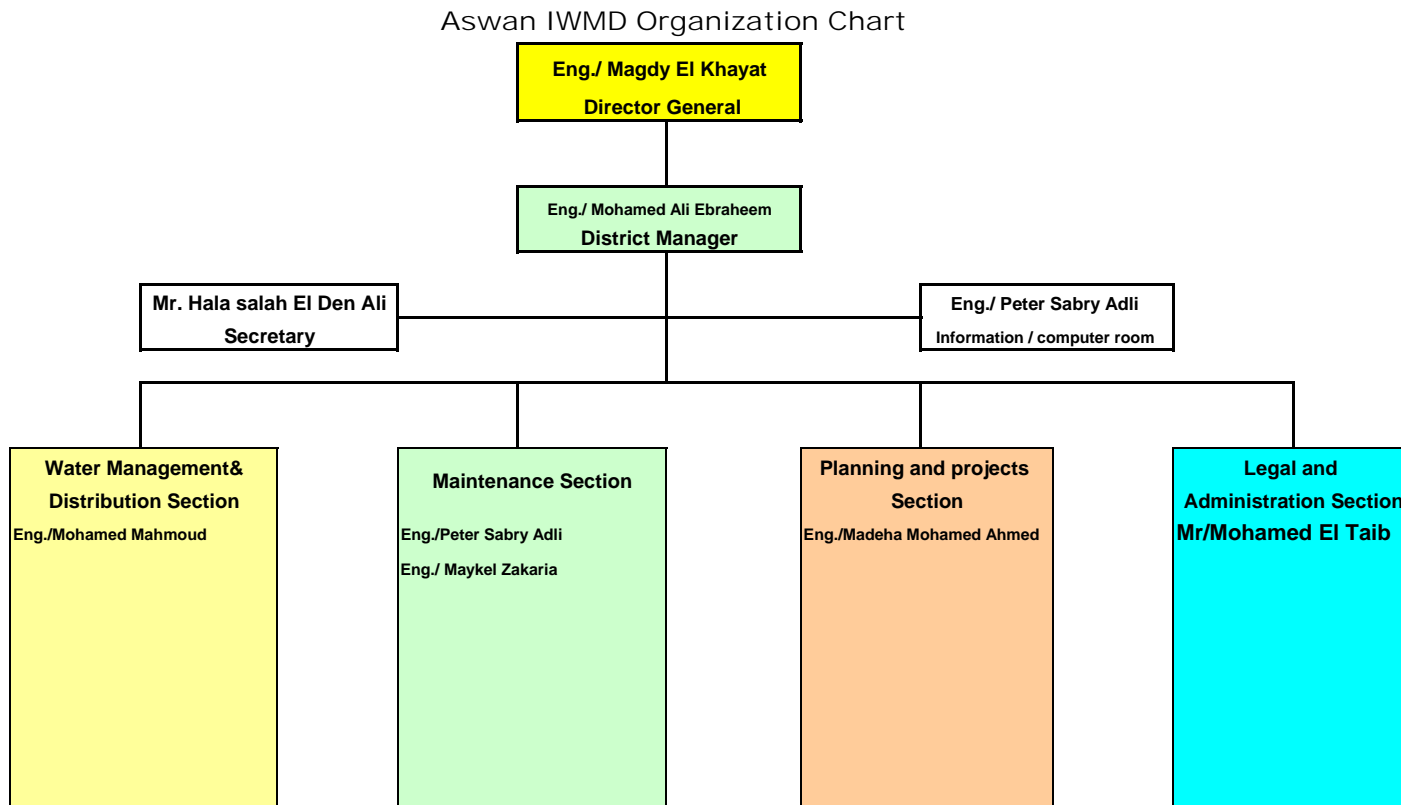 Aswan IWMD Organization Chart
Eng./ Magdy El Khayat
Director General
Eng./ Mohamed Ali Ebraheem
District Manager
Mr. Hala salah El Den Ali
Secretary
Eng./ Peter Sabry Adli
Information / computer room
Water Management&
Distribution Section
Eng./Mohamed Mahmoud
Maintenance Section
Eng./Peter Sabry Adli
Eng./ Maykel Zakaria
Planning and projects
Section
Eng./Madeha Mohamed Ahmed
Legal and
Administration Section
Mr/Mohamed El Taib